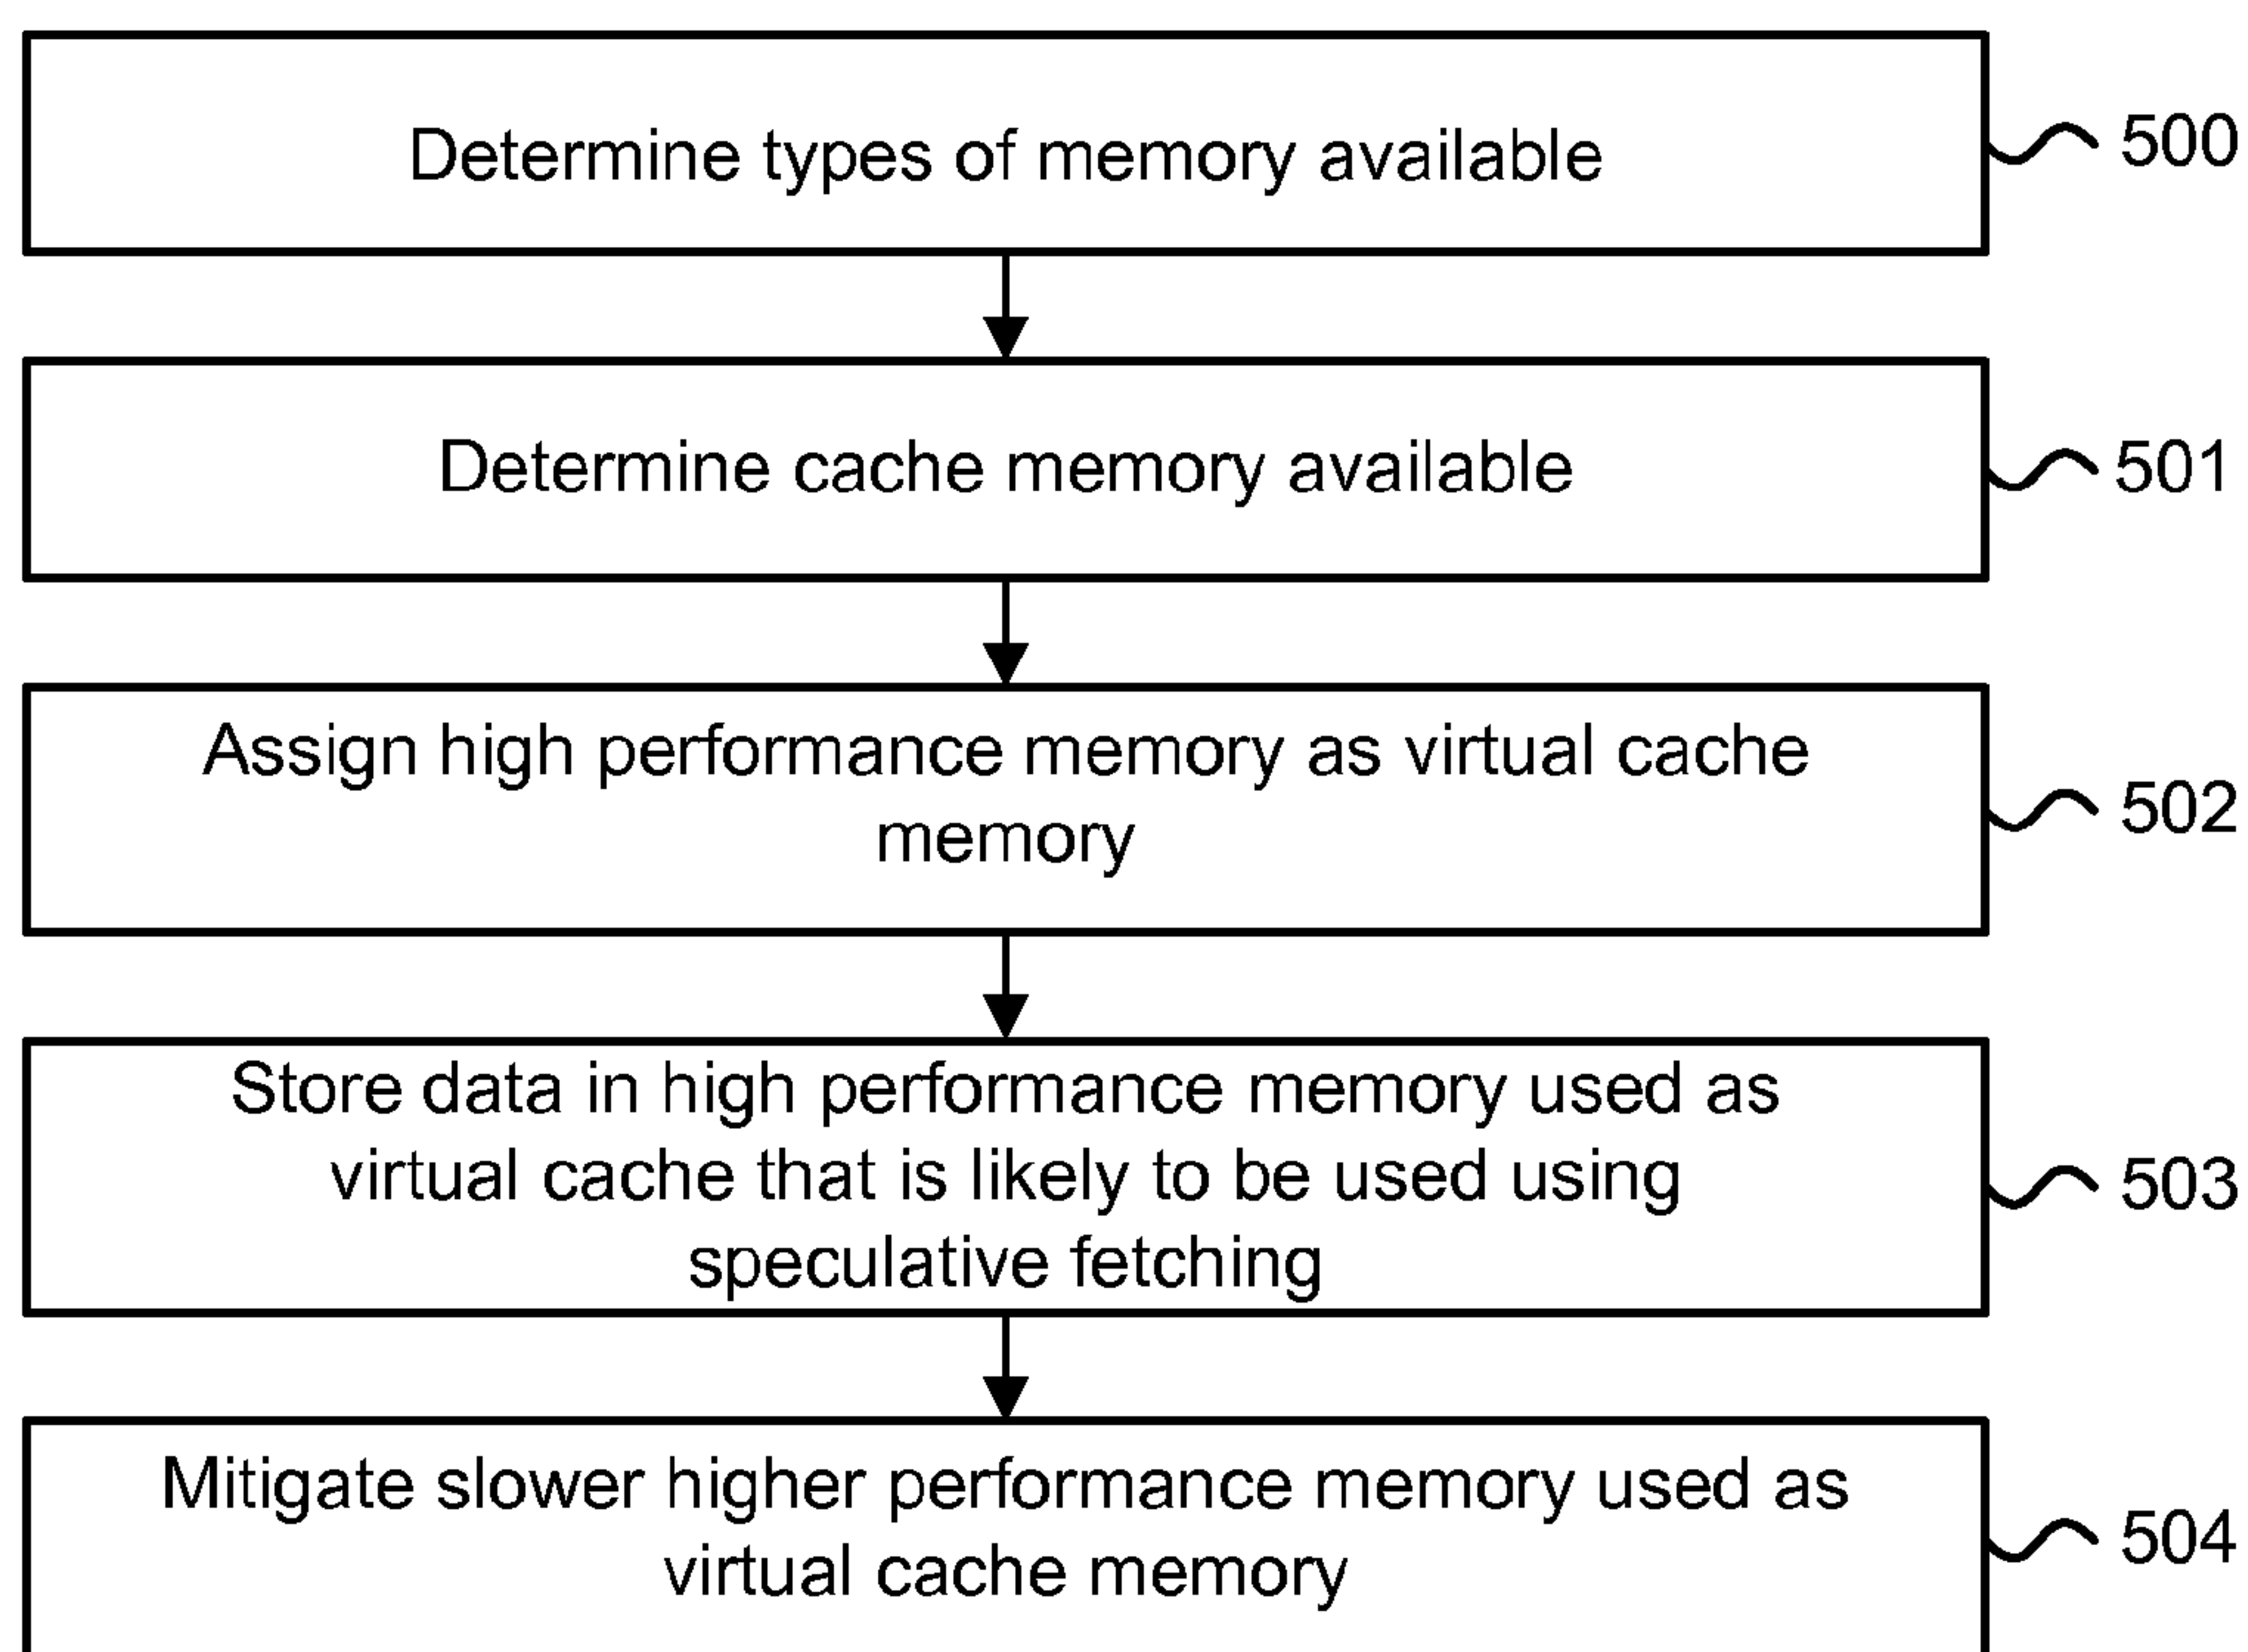 Determine types of memory available
500
Determine cache memory available
501
Assign high performance memory as virtual cache
memory
502
Store data in high performance memory used as
virtual cache that is likely to be used using
speculative fetching
503
Mitigate slower higher performance memory used as
virtual cache memory
504